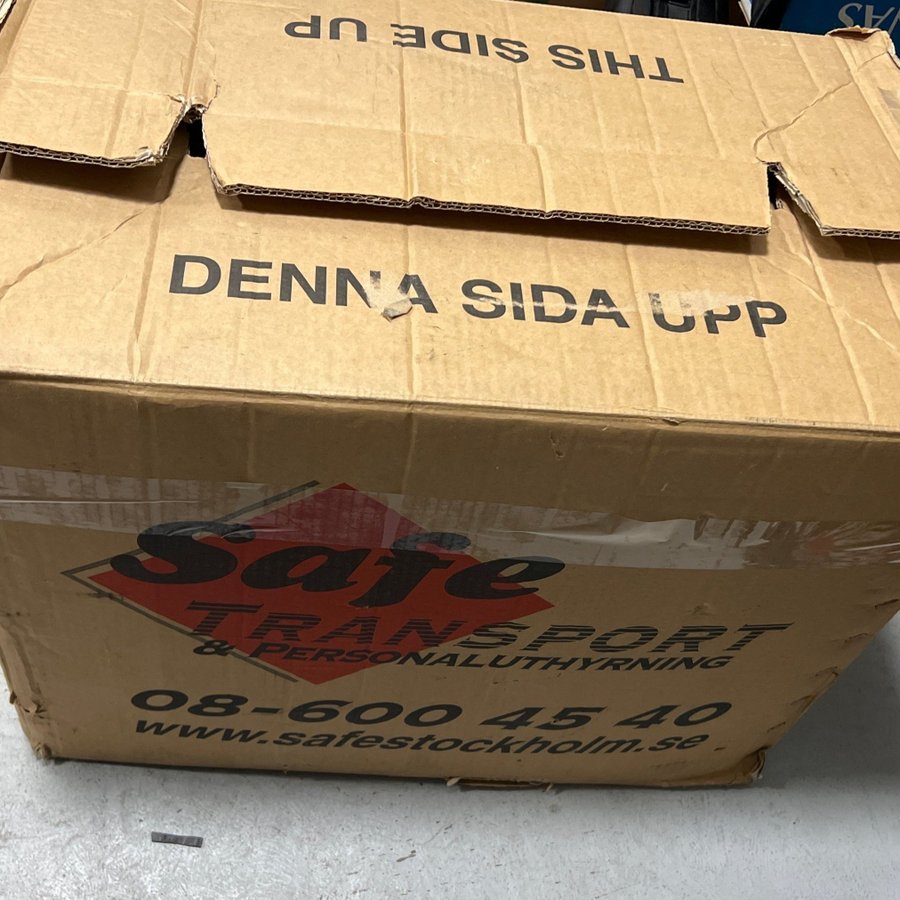 THIS SIDE UP
DENNA SIDA UPP
Safe
TRANSPORT
& PERSONALUTHYRNING
08-600 45 40
www.safestockholm.se